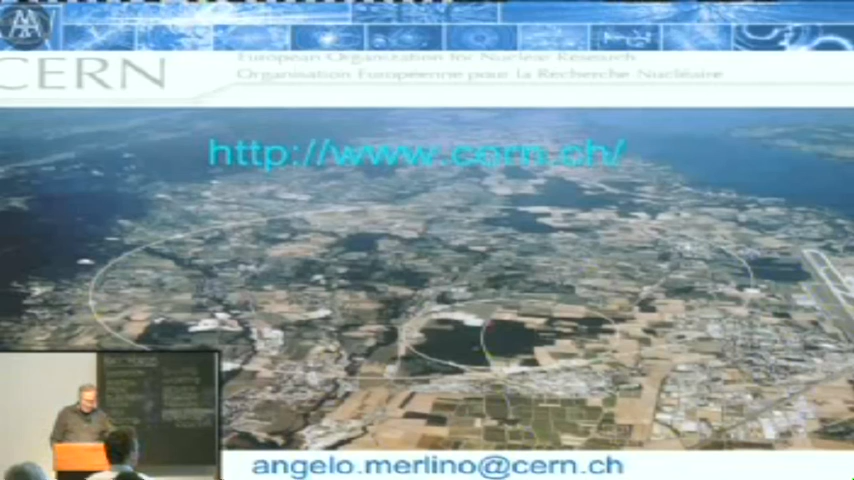 CERN
European Organization for Nuclear Research
Organisation Européenne pour la Recherche Nucléaire
http://www.cern.ch/
angelo.merlino@cern.ch